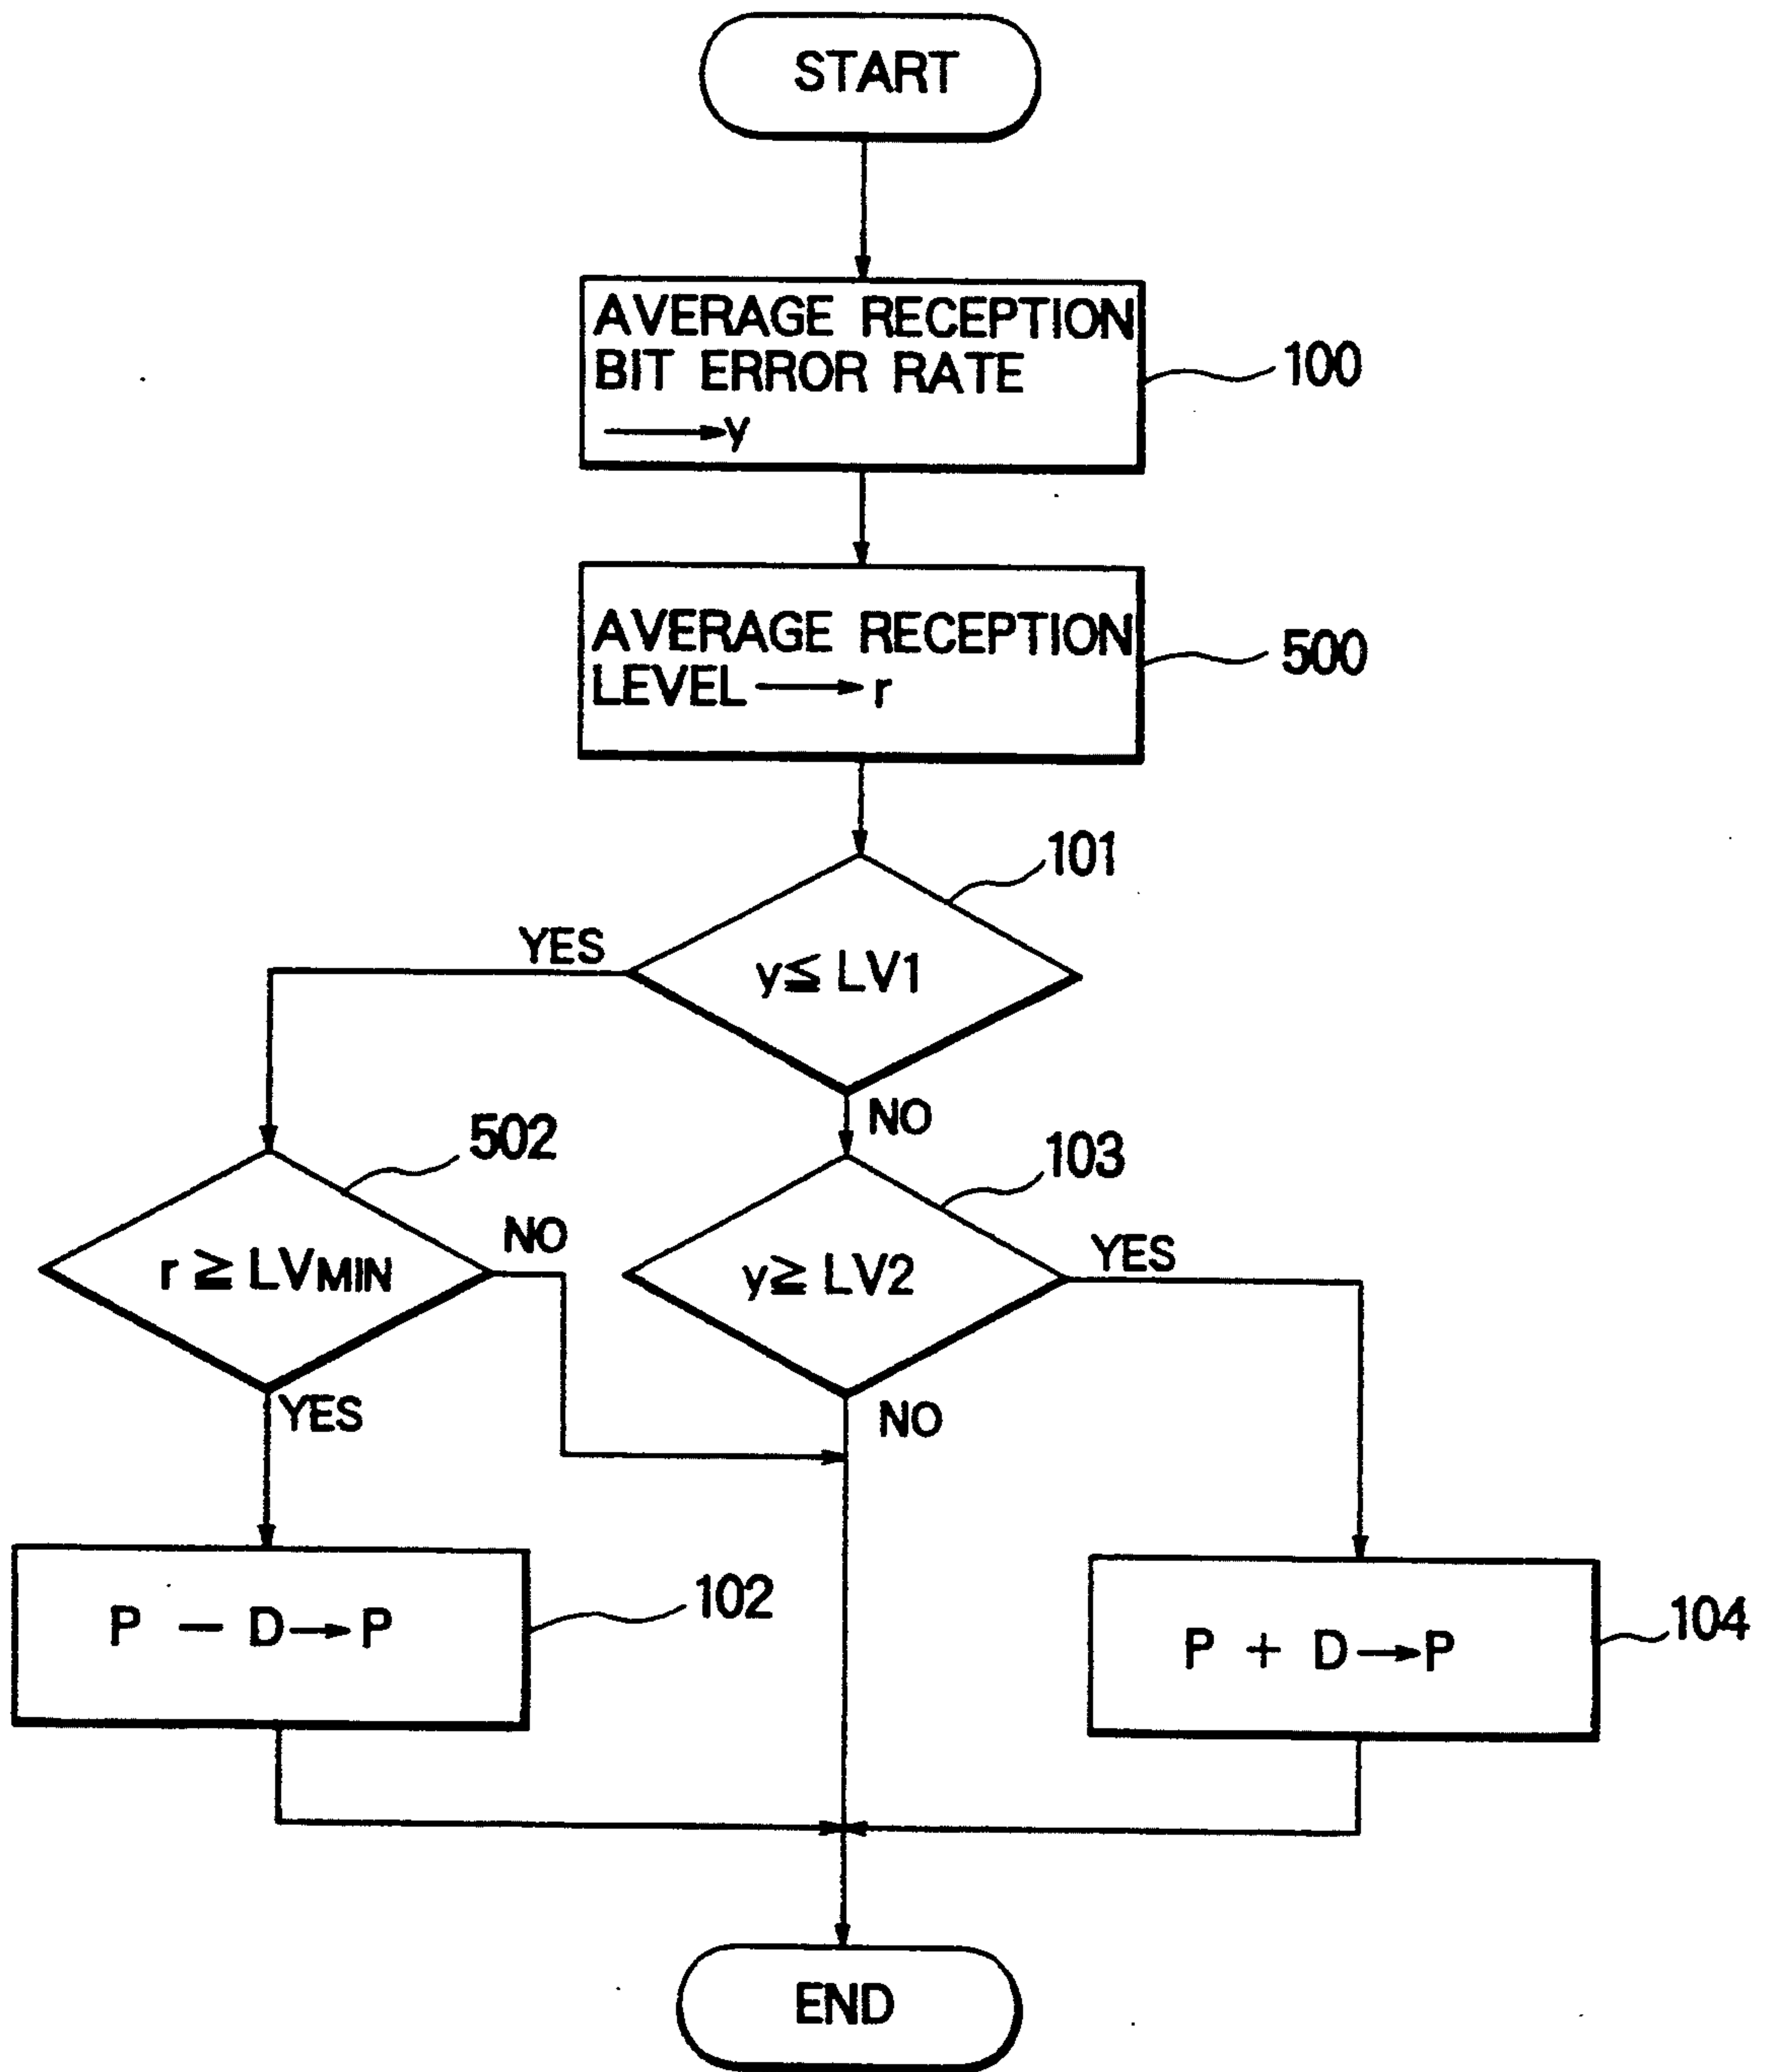 START
AVERAGE RECEPTION
BIT ERROR RATE
→y
100
AVERAGE RECEPTION
LEVEL → r
500
101
YES
y≦ LV1
NO
502
103
r ≧ LVMIN
NO
y≧ LV2
YES
YES
NO
P − D→P
102
P + D→P
104
END